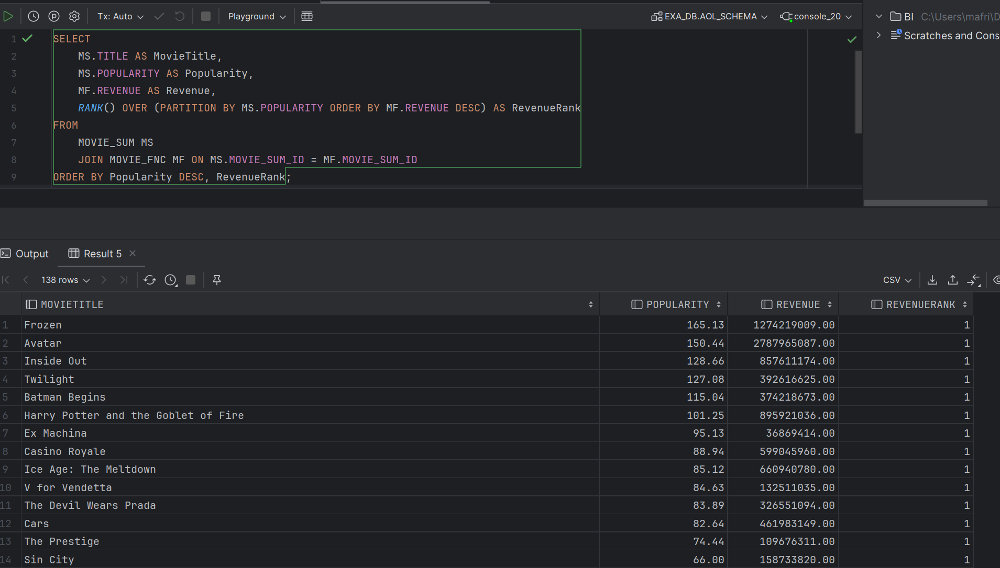 Tx: Auto
Playground
EXA_DB.AOL_SCHEMA
console_20
BI C:\Users\mafri\D
Scratches and Cons
1 SELECT
2 MS.TITLE AS MovieTitle,
3 MS.POPULARITY AS Popularity,
4 MF.REVENUE AS Revenue,
5 RANK() OVER (PARTITION BY MS.POPULARITY ORDER BY MF.REVENUE DESC) AS RevenueRank
6 FROM
7 MOVIE_SUM MS
8 JOIN MOVIE_FNC MF ON MS.MOVIE_SUM_ID = MF.MOVIE_SUM_ID
9 ORDER BY Popularity DESC, RevenueRank;
Output
Result 5
138 rows
CSV
MOVIETITLE POPULARITY REVENUE REVENUERANK
1 Frozen 165.13 1274219009.00 1
2 Avatar 150.44 2787965087.00 1
3 Inside Out 128.66 857611174.00 1
4 Twilight 127.08 392616625.00 1
5 Batman Begins 115.04 374218673.00 1
6 Harry Potter and the Goblet of Fire 101.25 895921036.00 1
7 Ex Machina 95.13 36869414.00 1
8 Casino Royale 88.94 599045960.00 1
9 Ice Age: The Meltdown 85.12 660940780.00 1
10 V for Vendetta 84.63 132511035.00 1
11 The Devil Wears Prada 83.89 326551094.00 1
12 Cars 82.64 461983149.00 1
13 The Prestige 74.44 109676311.00 1
14 Sin City 66.00 158733820.00 1